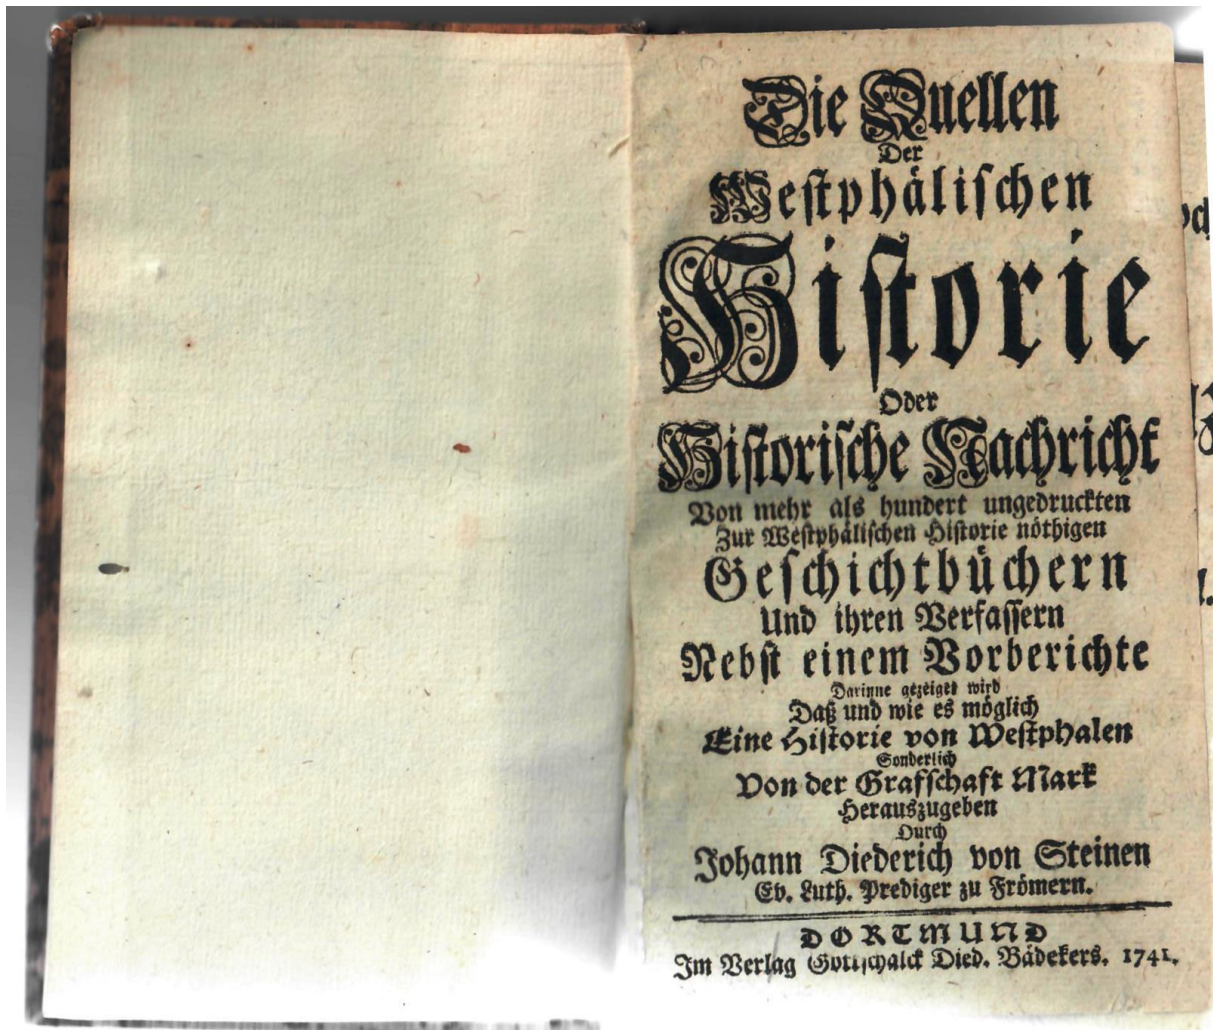 Die Quellen
Der
Westphälischen
Historie
Oder
Historische Nachricht
Von mehr als hundert ungedruckten
Zur Westphälischen Historie nöthigen
Geschichtbüchern
Und ihren Verfassern
Nebst einem Vorberichte
Darinne gezeiget wird
Daß und wie es möglich
Eine Historie von Westphalen
Sonderlich
Von der Grafschaft Mark
Herauszugeben
Durch
Johann Diederich von Steinen
Ev. Luth. Prediger zu Frömern.
DORTMUND
Im Verlag Gottschalck Died. Bädekers. 1741.